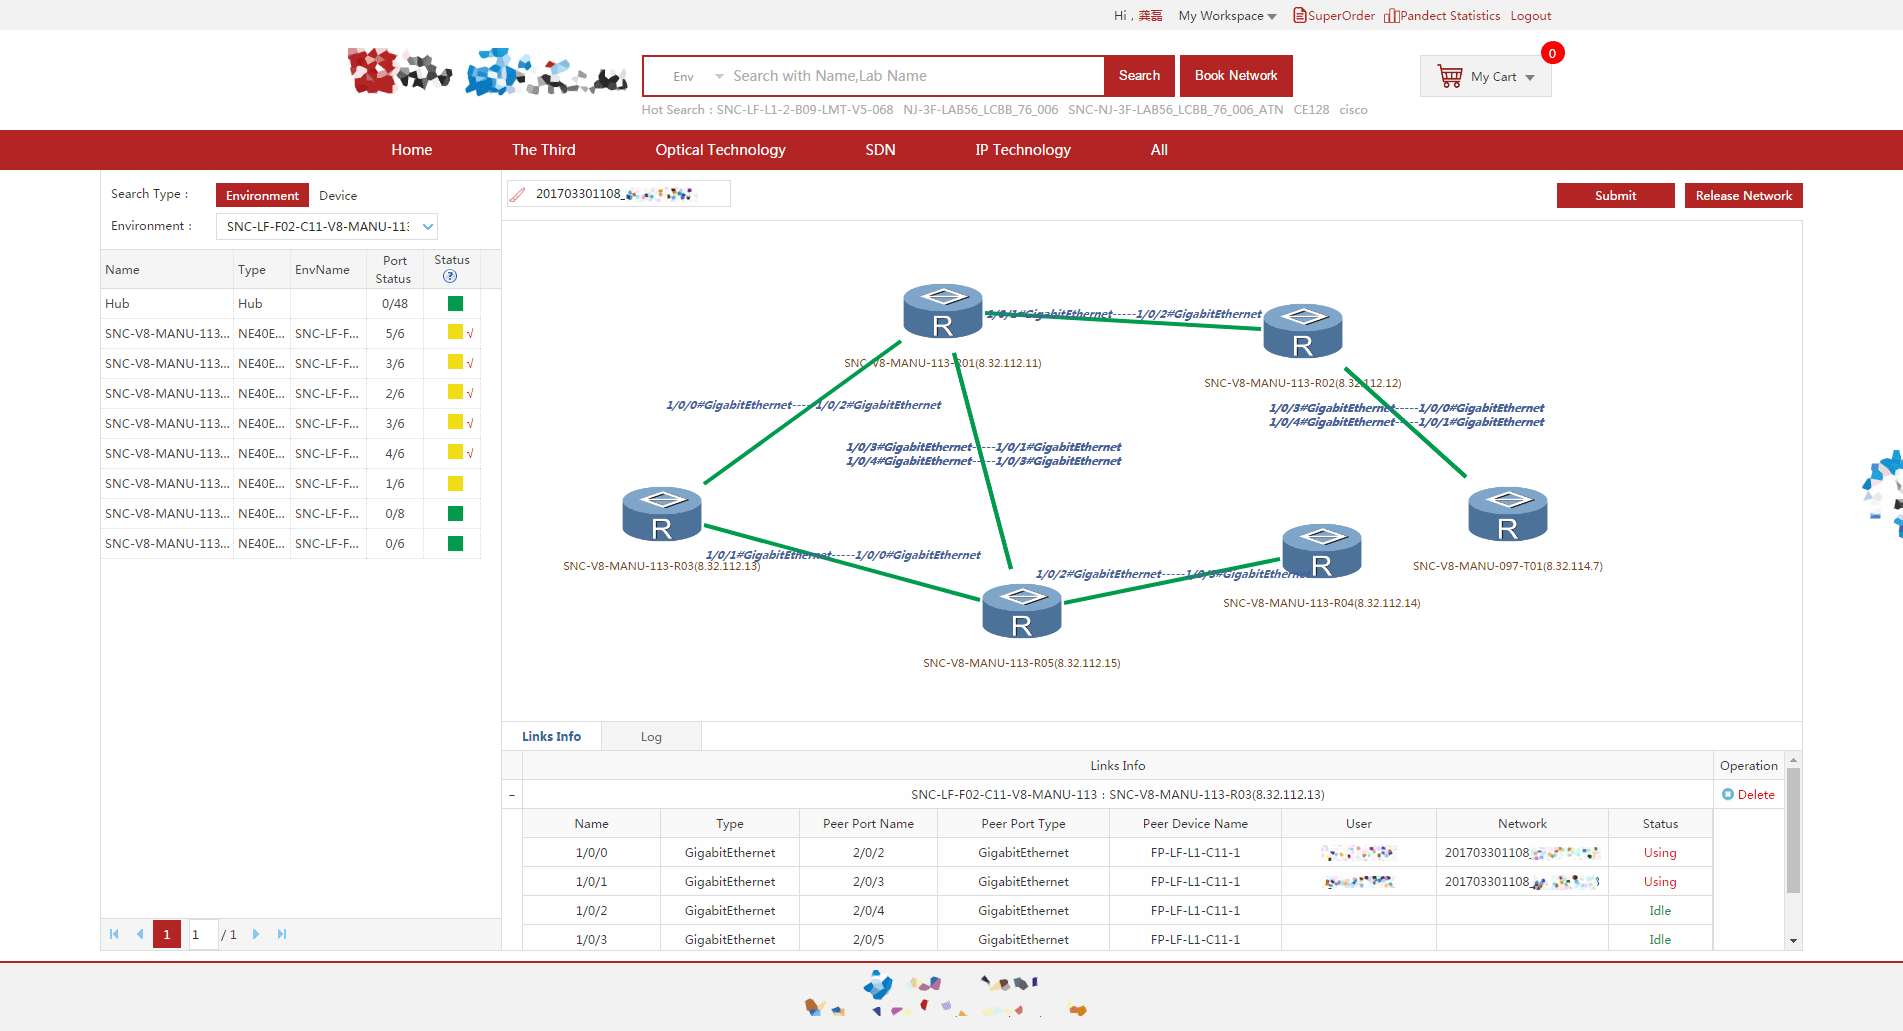 Hi , 龚磊 My Workspace SuperOrder Pandect Statistics Logout
Env Search with Name,Lab Name Search Book Network My Cart 0
Hot Search : SNC-LF-L1-2-B09-LMT-V5-068 NJ-3F-LAB56_LCBB_76_006 SNC-NJ-3F-LAB56_LCBB_76_006_ATN CE128 cisco
Home The Third Optical Technology SDN IP Technology All
Search Type : Environment Device
Environment : SNC-LF-F02-C11-V8-MANU-113
Name Type EnvName Port Status Status ?
Hub Hub 0/48
SNC-V8-MANU-113... NE40E... SNC-LF-F... 5/6 √
SNC-V8-MANU-113... NE40E... SNC-LF-F... 3/6 √
SNC-V8-MANU-113... NE40E... SNC-LF-F... 2/6 √
SNC-V8-MANU-113... NE40E... SNC-LF-F... 3/6 √
SNC-V8-MANU-113... NE40E... SNC-LF-F... 4/6 √
SNC-V8-MANU-113... NE40E... SNC-LF-F... 1/6
SNC-V8-MANU-113... NE40E... SNC-LF-F... 0/8
SNC-V8-MANU-113... NE40E... SNC-LF-F... 0/6
1 1 / 1
201703301108_ Submit Release Network
R
1/0/1#GigabitEthernet-----1/0/2#GigabitEthernet
R
SNC-V8-MANU-113-R01(8.32.112.11)
SNC-V8-MANU-113-R02(8.32.112.12)
1/0/0#GigabitEthernet-----1/0/2#GigabitEthernet
1/0/3#GigabitEthernet-----1/0/0#GigabitEthernet
1/0/4#GigabitEthernet-----1/0/1#GigabitEthernet
1/0/3#GigabitEthernet-----1/0/1#GigabitEthernet
1/0/4#GigabitEthernet-----1/0/3#GigabitEthernet
R
R
R
1/0/1#GigabitEthernet-----1/0/0#GigabitEthernet
SNC-V8-MANU-113-R03(8.32.112.13)
SNC-V8-MANU-097-T01(8.32.114.7)
1/0/2#GigabitEthernet-----1/0/3#GigabitEthernet
SNC-V8-MANU-113-R04(8.32.112.14)
R
SNC-V8-MANU-113-R05(8.32.112.15)
Links Info Log
Links Info Operation
SNC-LF-F02-C11-V8-MANU-113 : SNC-V8-MANU-113-R03(8.32.112.13) Delete
Name Type Peer Port Name Peer Port Type Peer Device Name User Network Status
1/0/0 GigabitEthernet 2/0/2 GigabitEthernet FP-LF-L1-C11-1 201703301108_ Using
1/0/1 GigabitEthernet 2/0/3 GigabitEthernet FP-LF-L1-C11-1 201703301108_ Using
1/0/2 GigabitEthernet 2/0/4 GigabitEthernet FP-LF-L1-C11-1 Idle
1/0/3 GigabitEthernet 2/0/5 GigabitEthernet FP-LF-L1-C11-1 Idle